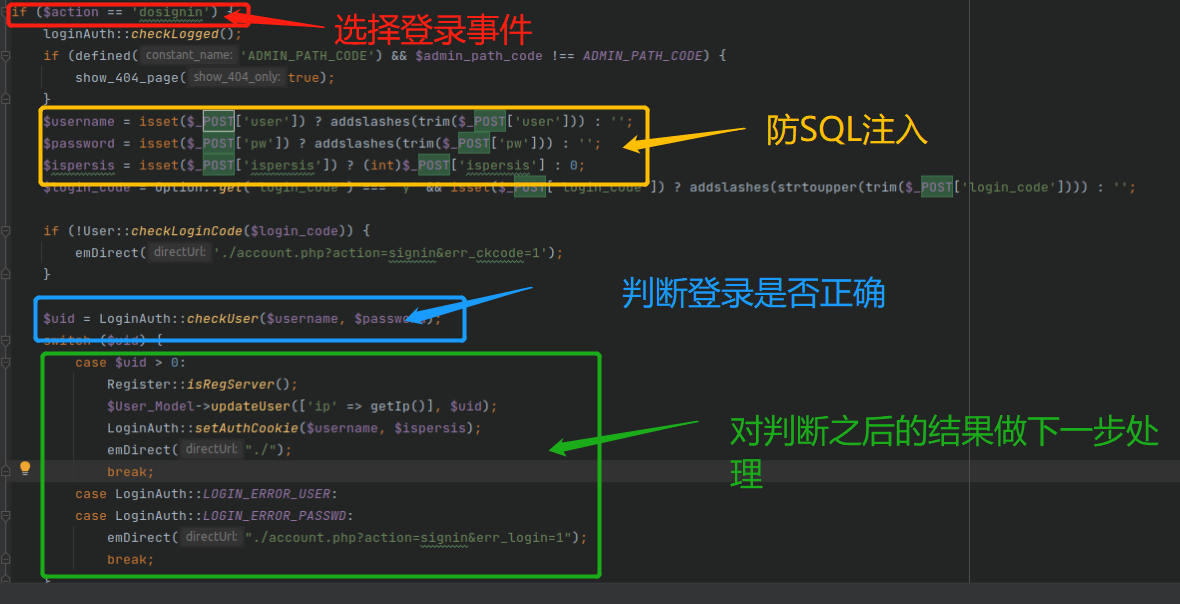 if ($action == 'dosignin') {
选择登录事件
loginAuth::checkLogged();
if (defined( constant_name: 'ADMIN_PATH_CODE') && $admin_path_code !== ADMIN_PATH_CODE) {
show_404_page( show_404_only: true);
}
$username = isset($_POST['user']) ? addslashes(trim($_POST['user'])) : '';
防SQL注入
$password = isset($_POST['pw']) ? addslashes(trim($_POST['pw'])) : '';
$ispersis = isset($_POST['ispersis']) ? (int)$_POST['ispersis'] : 0;
$login_code = Option::get('login_code') === && isset($_POST['login_code']) ? addslashes(strtoupper(trim($_POST['login_code']))) : '';
if (!User::checkLoginCode($login_code)) {
emDirect( directUrl: './account.php?action=signin&err_ckcode=1');
}
判断登录是否正确
$uid = LoginAuth::checkUser($username, $password);
switch ($uid) {
case $uid > 0:
Register::isRegServer();
$User_Model->updateUser(['ip' => getIp()], $uid);
LoginAuth::setAuthCookie($username, $ispersis);
对判断之后的结果做下一步处
理
emDirect( directUrl: "./");
break;
case LoginAuth::LOGIN_ERROR_USER:
case LoginAuth::LOGIN_ERROR_PASSWD:
emDirect( directUrl: "./account.php?action=signin&err_login=1");
break;